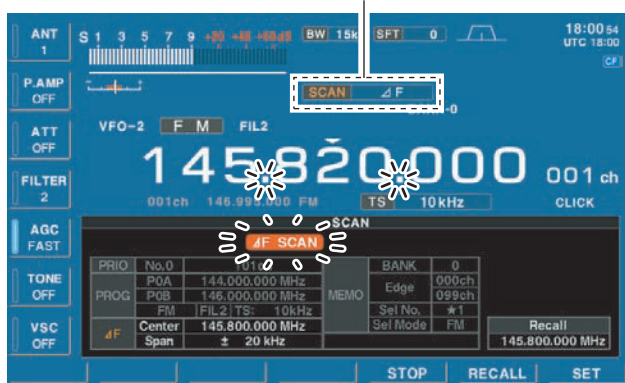 ANT 1
S 1 3 5 7 9 +20 +40 +60dB BW 15k SFT 0
18:00 54
UTC 18:00
CF
P.AMP OFF
SCAN ⊿F
ATT OFF
VFO-2 FM FIL2
145.820.000 001 ch
FILTER 2
001ch 146.995.000 FM TS 10kHz CLICK
AGC FAST
SCAN
⊿F SCAN
TONE OFF
PRIO No.0 BANK 0
PROG P0A 144.000.000 MHz MEMO Edge 000ch
P0B 146.000.000 MHz 099ch
FM FIL2 TS: 10kHz Sel No. ★1
VSC OFF
⊿F Center 145.800.000 MHz Sel Mode FM Recall
Span ± 20 kHz 145.800.000 MHz
STOP RECALL SET